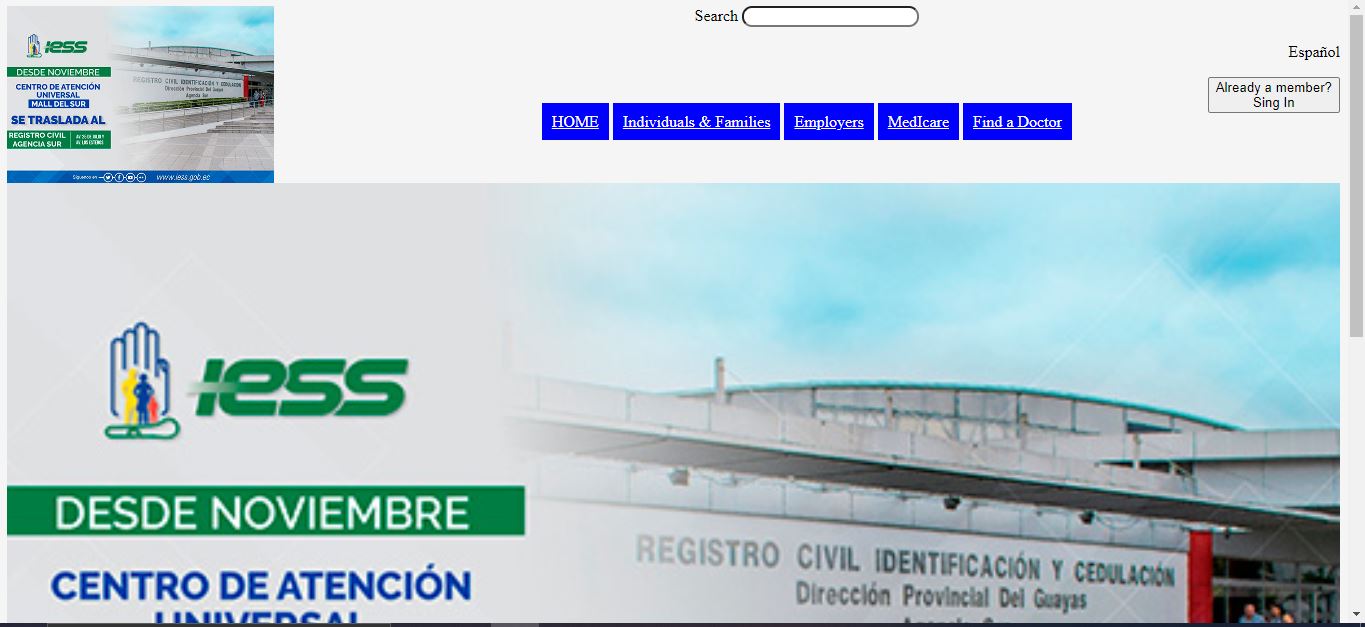 Search
Español
Already a member?
Sing In
HOME Individuals & Families Employers MedIcare Find a Doctor
IESS
DESDE NOVIEMBRE
CENTRO DE ATENCIÓN
UNIVERSAL
MALL DEL SUR
SE TRASLADA AL
REGISTRO CIVIL
AGENCIA SUR
REGISTRO CIVIL IDENTIFICACIÓN Y CEDULACIÓN
Dirección Provincial Del Guayas
Agencia Sur
www.iess.gob.ec
IESS
DESDE NOVIEMBRE
CENTRO DE ATENCIÓN
UNIVERSAL
REGISTRO CIVIL IDENTIFICACIÓN Y CEDULACIÓN
Dirección Provincial Del Guayas